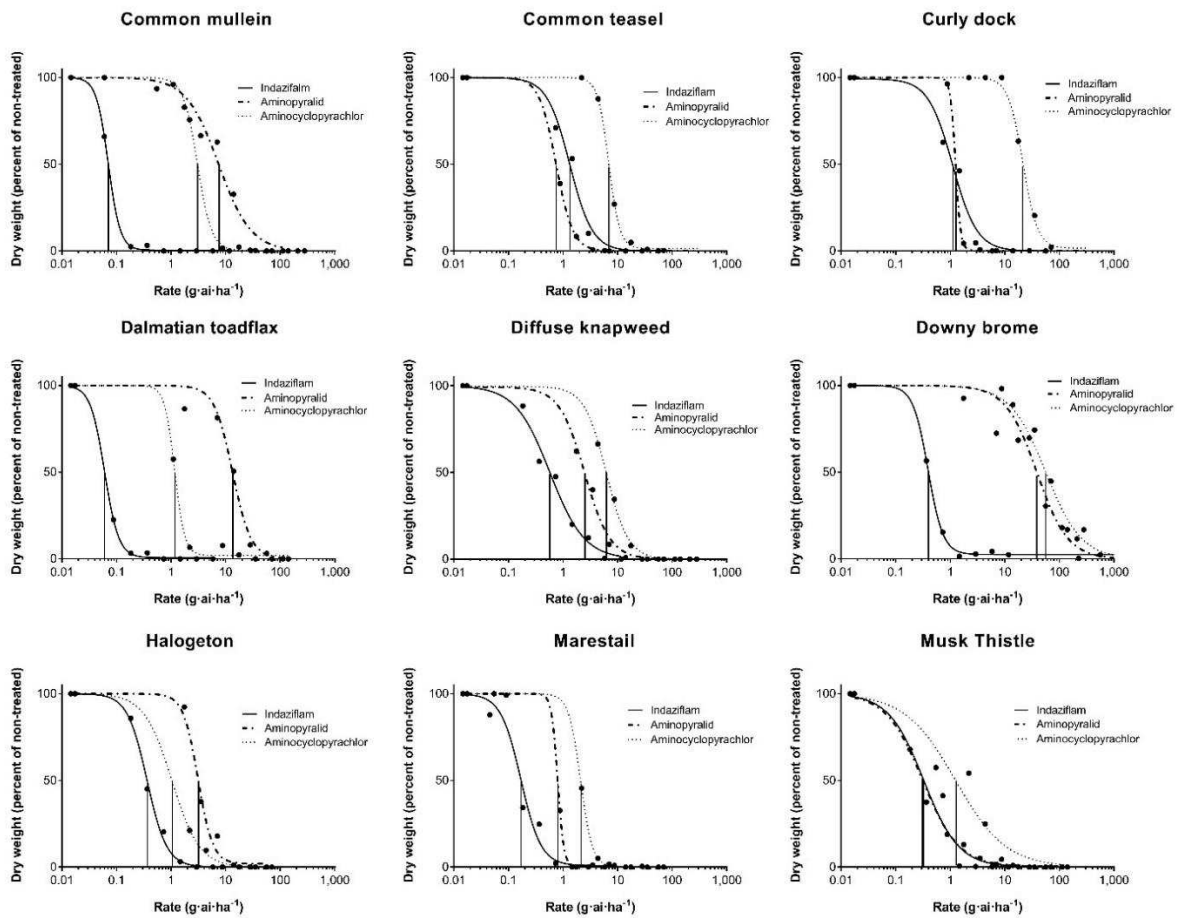 Common mullein
Dry weight (percent of non-treated)
100
50
0
0.01
0.1
1
10
100
1,000
Rate (g·ai·ha⁻¹)
Indazifalm
Aminopyralid
Aminocyclopyrachlor
Common teasel
Dry weight (percent of non-treated)
100
50
0
0.01
0.1
1
10
100
1,000
Rate (g·ai·ha⁻¹)
Indaziflam
Aminopyralid
Aminocyclopyrachlor
Curly dock
Dry weight (percent of non-treated)
100
50
0
0.01
0.1
1
10
100
1,000
Rate (g·ai·ha⁻¹)
Indaziflam
Aminopyralid
Aminocyclopyrachlor
Dalmatian toadflax
Dry weight (percent of non-treated)
100
50
0
0.01
0.1
1
10
100
1,000
Rate (g·ai·ha⁻¹)
Indaziflam
Aminopyralid
Aminocyclopyrachlor
Diffuse knapweed
Dry weight (percent of non-treated)
100
50
0
0.01
0.1
1
10
100
1,000
Rate (g·ai·ha⁻¹)
Indaziflam
Aminopyralid
Aminocyclopyrachlor
Downy brome
Dry weight (percent of non-treated)
100
50
0
0.01
0.1
1
10
100
1,000
Rate (g·ai·ha⁻¹)
Indaziflam
Aminopyralid
Aminocyclopyrachlor
Halogeton
Dry weight (percent of non-treated)
100
50
0
0.01
0.1
1
10
100
1,000
Rate (g·ai·ha⁻¹)
Indaziflam
Aminopyralid
Aminocyclopyrachlor
Marestail
Dry weight (percent of non-treated)
100
50
0
0.01
0.1
1
10
100
1,000
Rate (g·ai·ha⁻¹)
Indaziflam
Aminopyralid
Aminocyclopyrachlor
Musk Thistle
Dry weight (percent of non-treated)
100
50
0
0.01
0.1
1
10
100
1,000
Rate (g·ai·ha⁻¹)
Indaziflam
Aminopyralid
Aminocyclopyrachlor